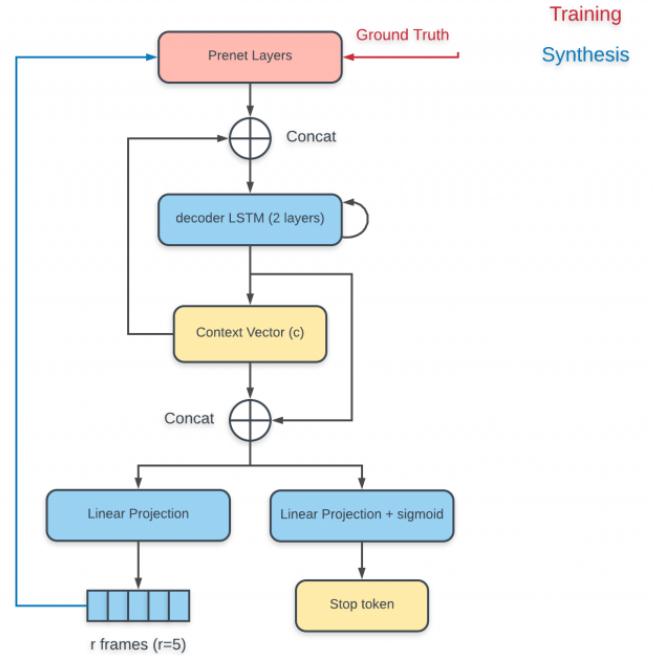 Training
Ground Truth
Synthesis
Prenet Layers
Concat
decoder LSTM (2 layers)
Context Vector (c)
Concat
Linear Projection
Linear Projection + sigmoid
Stop token
r frames (r=5)